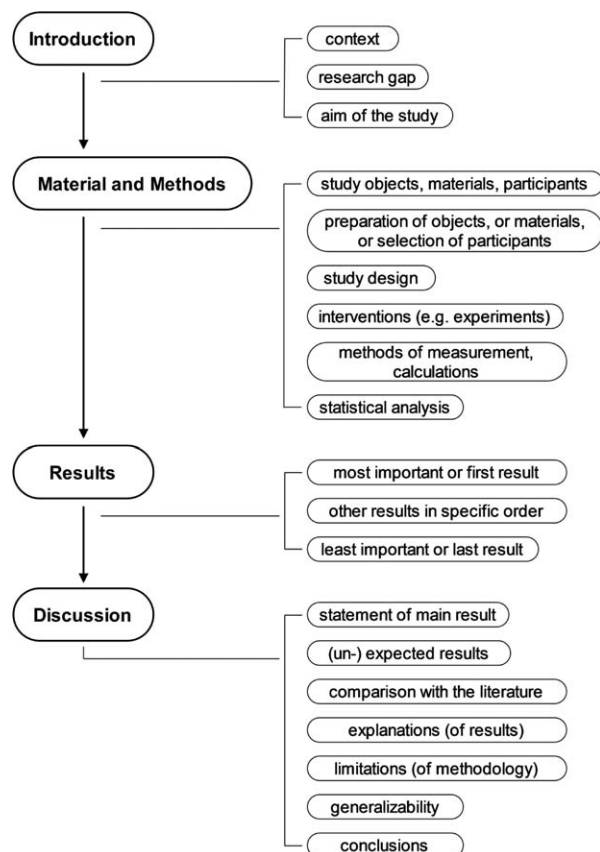 Introduction
context
research gap
aim of the study
Material and Methods
study objects, materials, participants
preparation of objects, or materials,
or selection of participants
study design
interventions (e.g. experiments)
methods of measurement,
calculations
statistical analysis
Results
most important or first result
other results in specific order
least important or last result
Discussion
statement of main result
(un-) expected results
comparison with the literature
explanations (of results)
limitations (of methodology)
generalizability
conclusions